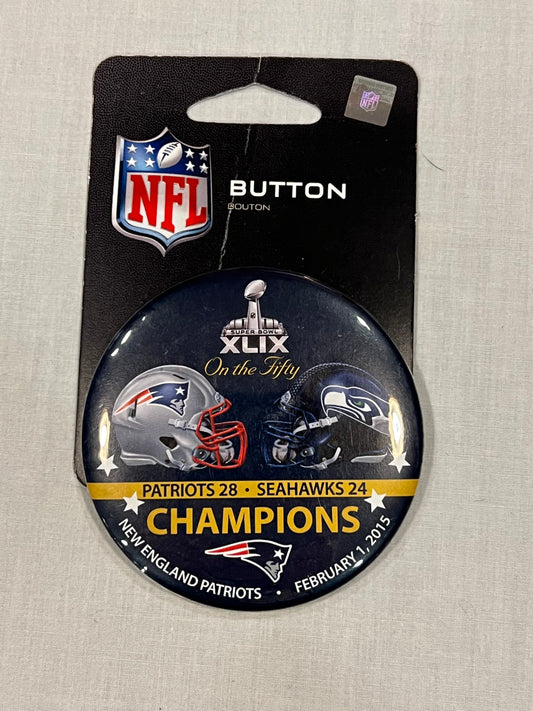 NFL
NFL
BUTTON
BOUTON
SUPER BOWL
XLIX
On the Fifty
PATRIOTS 28 • SEAHAWKS 24
CHAMPIONS
NEW ENGLAND PATRIOTS • FEBRUARY 1, 2015